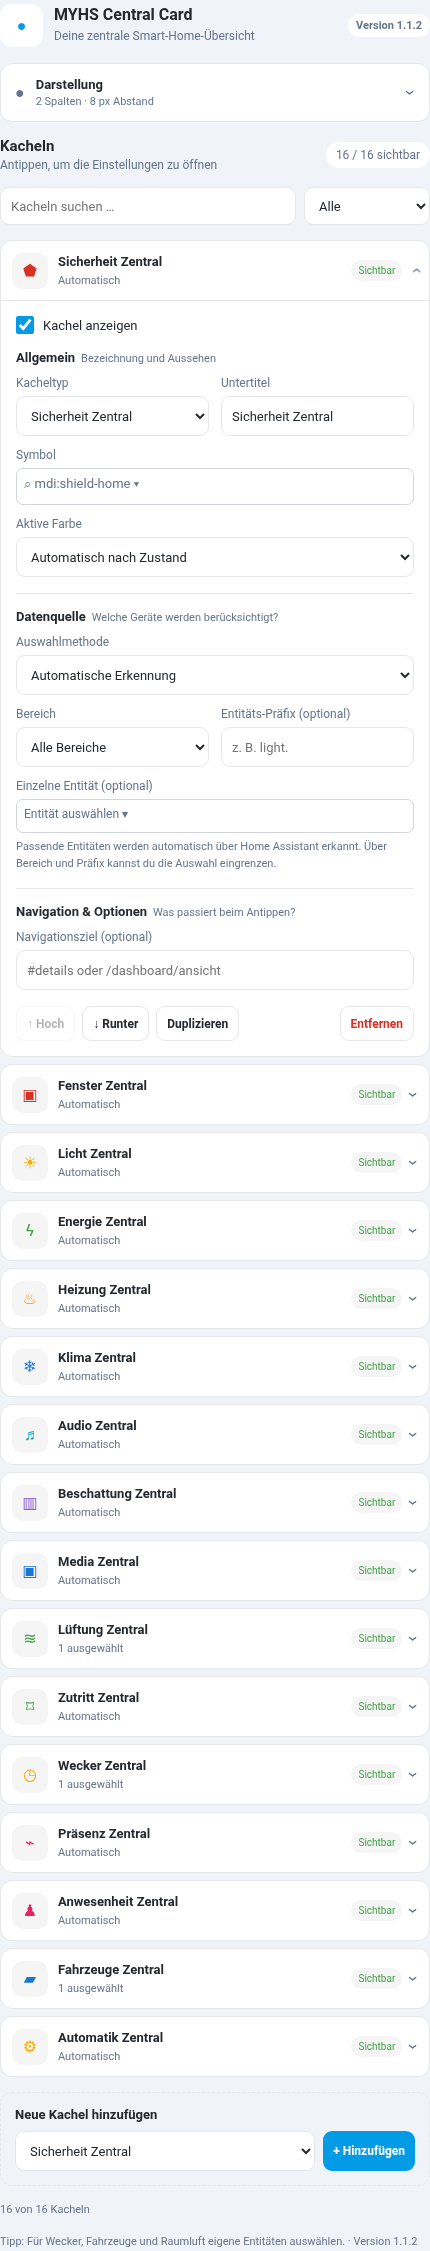 MYHS Central Card
Deine zentrale Smart-Home-Übersicht
Version 1.1.2
Darstellung
2 Spalten · 8 px Abstand
Kacheln
Antippen, um die Einstellungen zu öffnen
16 / 16 sichtbar
Kacheln suchen …
Alle
Sicherheit Zentral
Automatisch
Sichtbar
Kachel anzeigen
Allgemein Bezeichnung und Aussehen
Kacheltyp
Untertitel
Sicherheit Zentral
Sicherheit Zentral
Symbol
⌕ mdi:shield-home ▾
Aktive Farbe
Automatisch nach Zustand
Datenquelle Welche Geräte werden berücksichtigt?
Auswahlmethode
Automatische Erkennung
Bereich
Entitäts-Präfix (optional)
Alle Bereiche
z. B. light.
Einzelne Entität (optional)
Entität auswählen ▾
Passende Entitäten werden automatisch über Home Assistant erkannt. Über
Bereich und Präfix kannst du die Auswahl eingrenzen.
Navigation & Optionen Was passiert beim Antippen?
Navigationsziel (optional)
#details oder /dashboard/ansicht
↑ Hoch
↓ Runter
Duplizieren
Entfernen
Fenster Zentral
Automatisch
Sichtbar
Licht Zentral
Automatisch
Sichtbar
Energie Zentral
Automatisch
Sichtbar
Heizung Zentral
Automatisch
Sichtbar
Klima Zentral
Automatisch
Sichtbar
Audio Zentral
Automatisch
Sichtbar
Beschattung Zentral
Automatisch
Sichtbar
Media Zentral
Automatisch
Sichtbar
Lüftung Zentral
1 ausgewählt
Sichtbar
Zutritt Zentral
Automatisch
Sichtbar
Wecker Zentral
1 ausgewählt
Sichtbar
Präsenz Zentral
Automatisch
Sichtbar
Anwesenheit Zentral
Automatisch
Sichtbar
Fahrzeuge Zentral
1 ausgewählt
Sichtbar
Automatik Zentral
Automatisch
Sichtbar
Neue Kachel hinzufügen
Sicherheit Zentral
+ Hinzufügen
16 von 16 Kacheln
Tipp: Für Wecker, Fahrzeuge und Raumluft eigene Entitäten auswählen. · Version 1.1.2